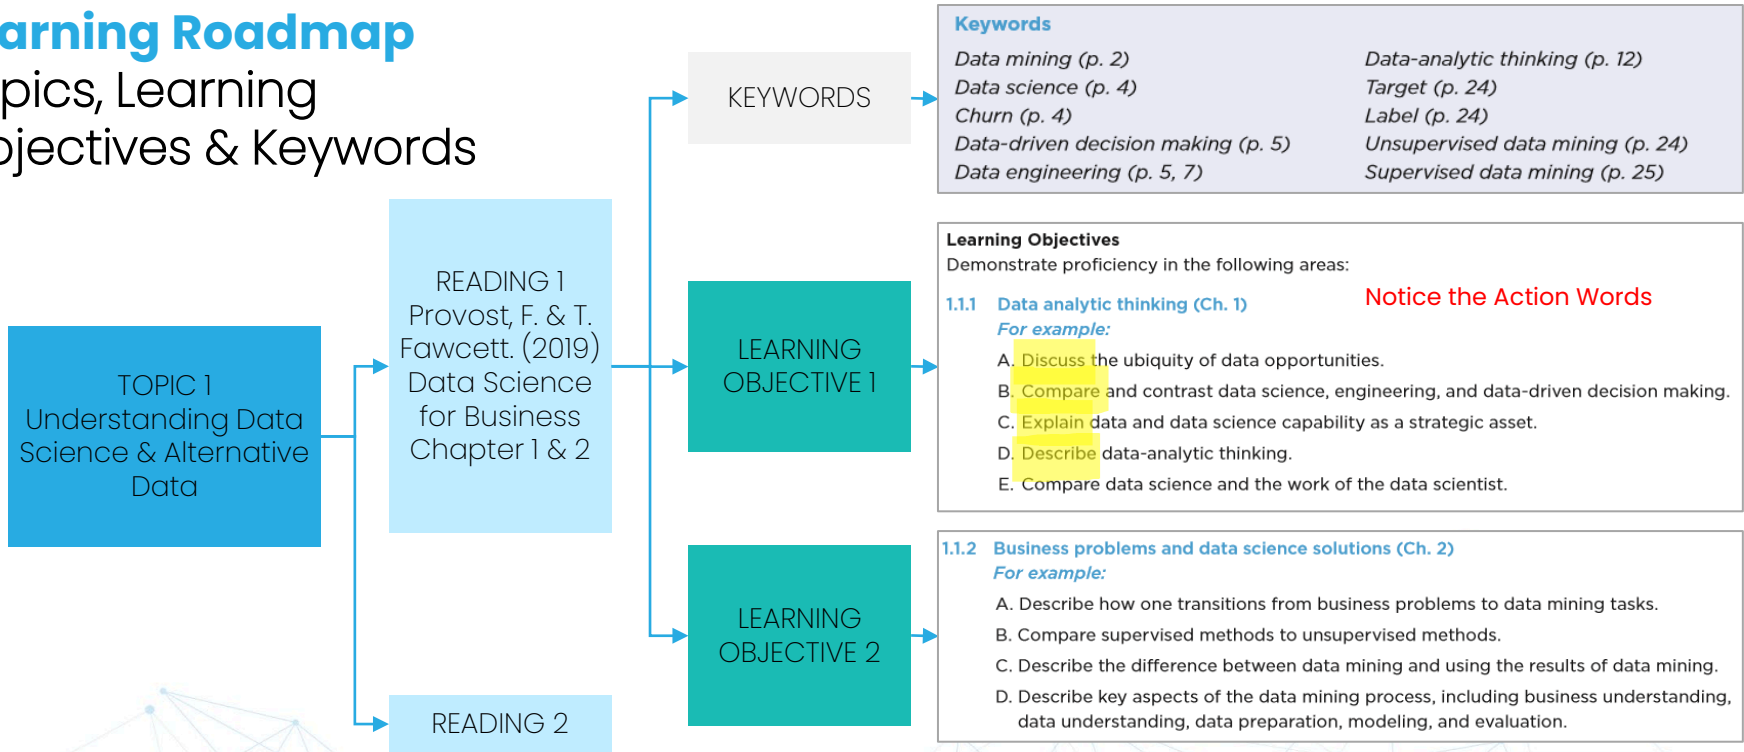 arning Roadmap
pics, Learning
jectives & Keywords
TOPIC 1
Understanding Data
Science & Alternative
Data
READING 1
Provost, F. & T.
Fawcett. (2019)
Data Science
for Business
Chapter 1 & 2
READING 2
KEYWORDS
Keywords
Data mining (p. 2)
Data science (p. 4)
Churn (p. 4)
Data-driven decision making (p. 5)
Data engineering (p. 5, 7)
Data-analytic thinking (p. 12)
Target (p. 24)
Label (p. 24)
Unsupervised data mining (p. 24)
Supervised data mining (p. 25)
LEARNING
OBJECTIVE 1
Learning Objectives
Demonstrate proficiency in the following areas:
Notice the Action Words
1.1.1 Data analytic thinking (Ch. 1)
For example:
A. Discuss the ubiquity of data opportunities.
B. Compare and contrast data science, engineering, and data-driven decision making.
C. Explain data and data science capability as a strategic asset.
D. Describe data-analytic thinking.
E. Compare data science and the work of the data scientist.
LEARNING
OBJECTIVE 2
1.1.2 Business problems and data science solutions (Ch. 2)
For example:
A. Describe how one transitions from business problems to data mining tasks.
B. Compare supervised methods to unsupervised methods.
C. Describe the difference between data mining and using the results of data mining.
D. Describe key aspects of the data mining process, including business understanding,
data understanding, data preparation, modeling, and evaluation.